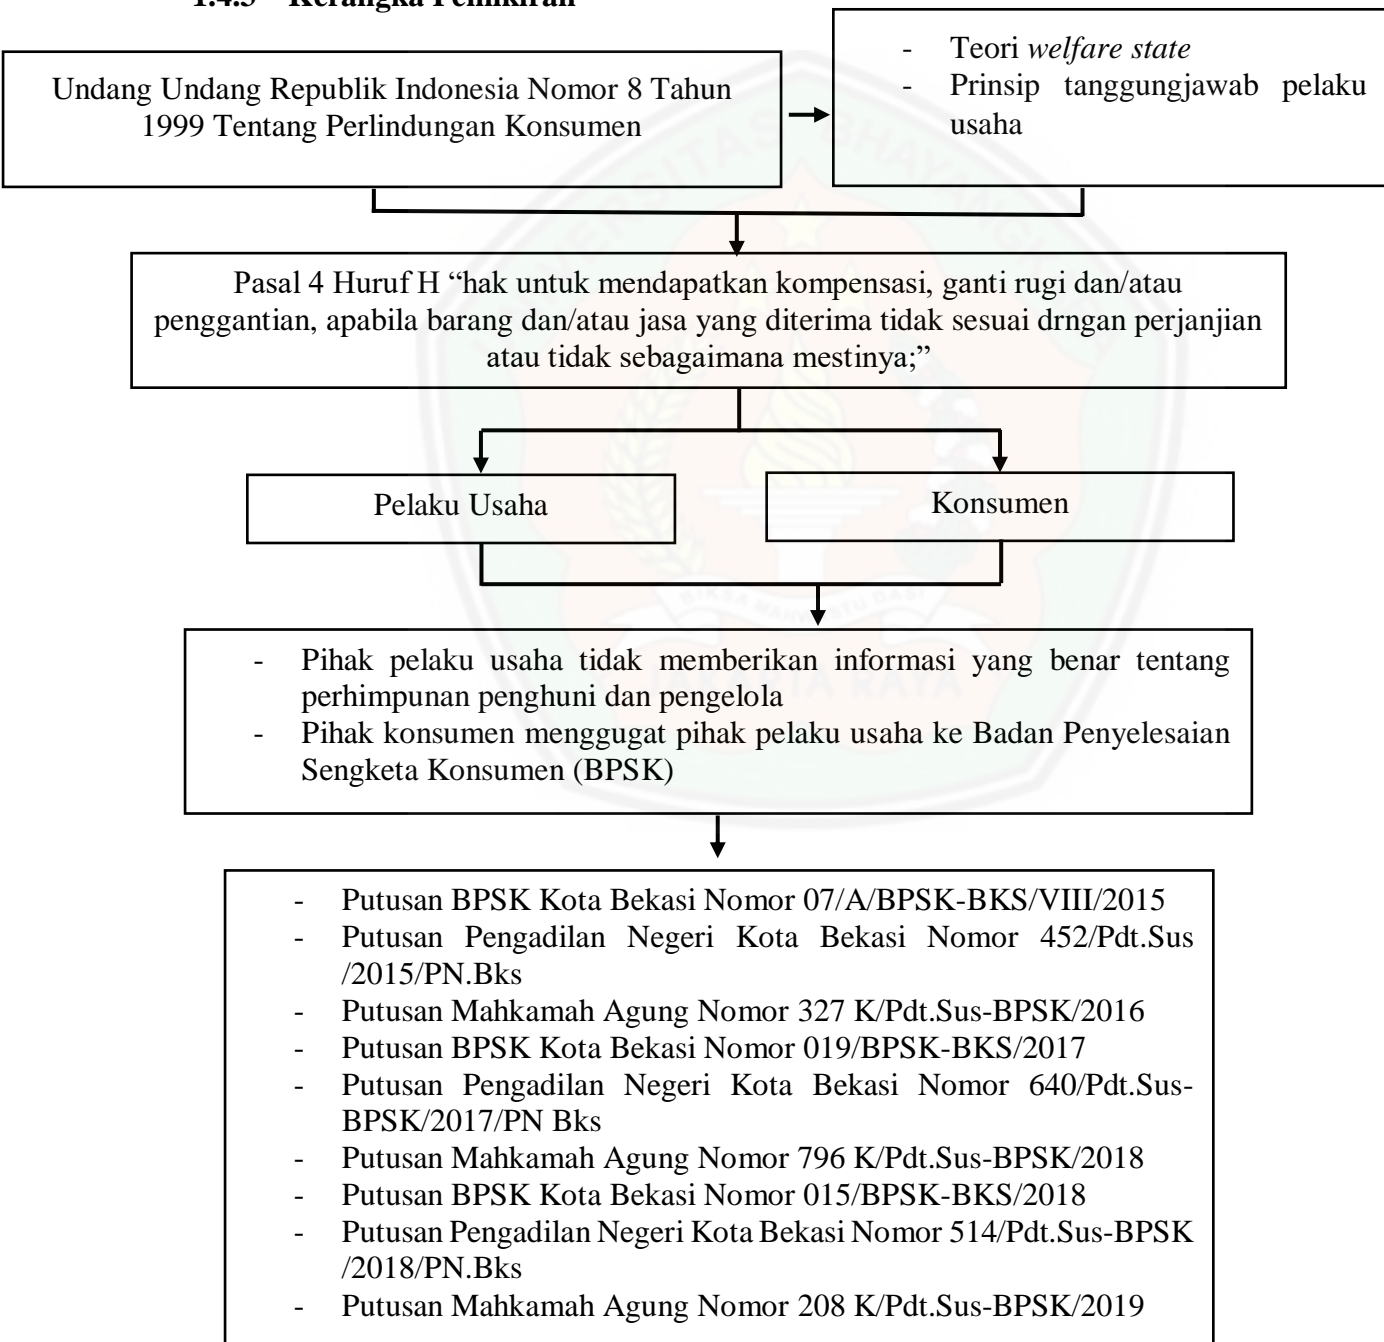 1.4.3 Kerangka Pemikiran
Undang Undang Republik Indonesia Nomor 8 Tahun
1999 Tentang Perlindungan Konsumen
- Teori welfare state
- Prinsip tanggungjawab pelaku
usaha
Pasal 4 Huruf H “hak untuk mendapatkan kompensasi, ganti rugi dan/atau
penggantian, apabila barang dan/atau jasa yang diterima tidak sesuai drngan perjanjian
atau tidak sebagaimana mestinya;”
Pelaku Usaha
Konsumen
- Pihak pelaku usaha tidak memberikan informasi yang benar tentang
perhimpunan penghuni dan pengelola
- Pihak konsumen menggugat pihak pelaku usaha ke Badan Penyelesaian
Sengketa Konsumen (BPSK)
- Putusan BPSK Kota Bekasi Nomor 07/A/BPSK-BKS/VIII/2015
- Putusan Pengadilan Negeri Kota Bekasi Nomor 452/Pdt.Sus
/2015/PN.Bks
- Putusan Mahkamah Agung Nomor 327 K/Pdt.Sus-BPSK/2016
- Putusan BPSK Kota Bekasi Nomor 019/BPSK-BKS/2017
- Putusan Pengadilan Negeri Kota Bekasi Nomor 640/Pdt.Sus-
BPSK/2017/PN Bks
- Putusan Mahkamah Agung Nomor 796 K/Pdt.Sus-BPSK/2018
- Putusan BPSK Kota Bekasi Nomor 015/BPSK-BKS/2018
- Putusan Pengadilan Negeri Kota Bekasi Nomor 514/Pdt.Sus-BPSK
/2018/PN.Bks
- Putusan Mahkamah Agung Nomor 208 K/Pdt.Sus-BPSK/2019
JAKARTA RAYA